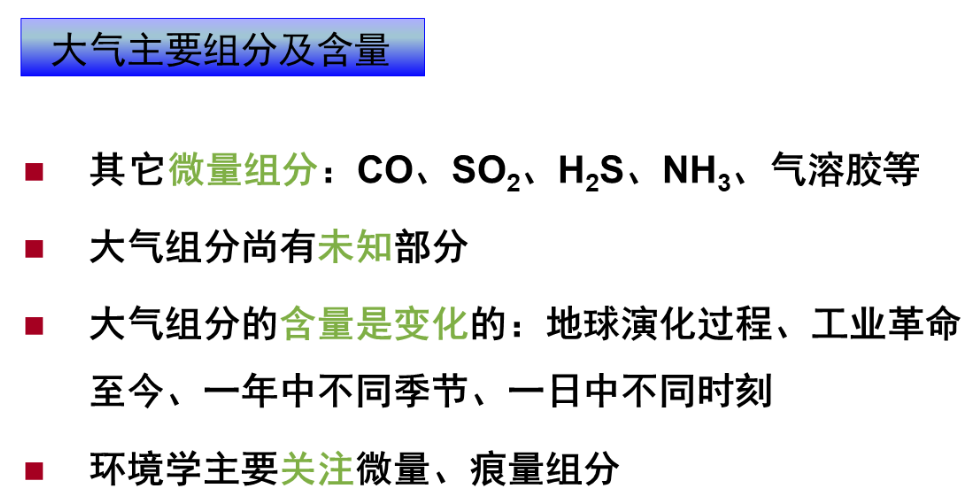 大气主要组分及含量
■ 其它微量组分：CO、SO₂、H₂S、NH₃、气溶胶等
■ 大气组分尚有未知部分
■ 大气组分的含量是变化的：地球演化过程、工业革命
至今、一年中不同季节、一日中不同时刻
■ 环境学主要关注微量、痕量组分